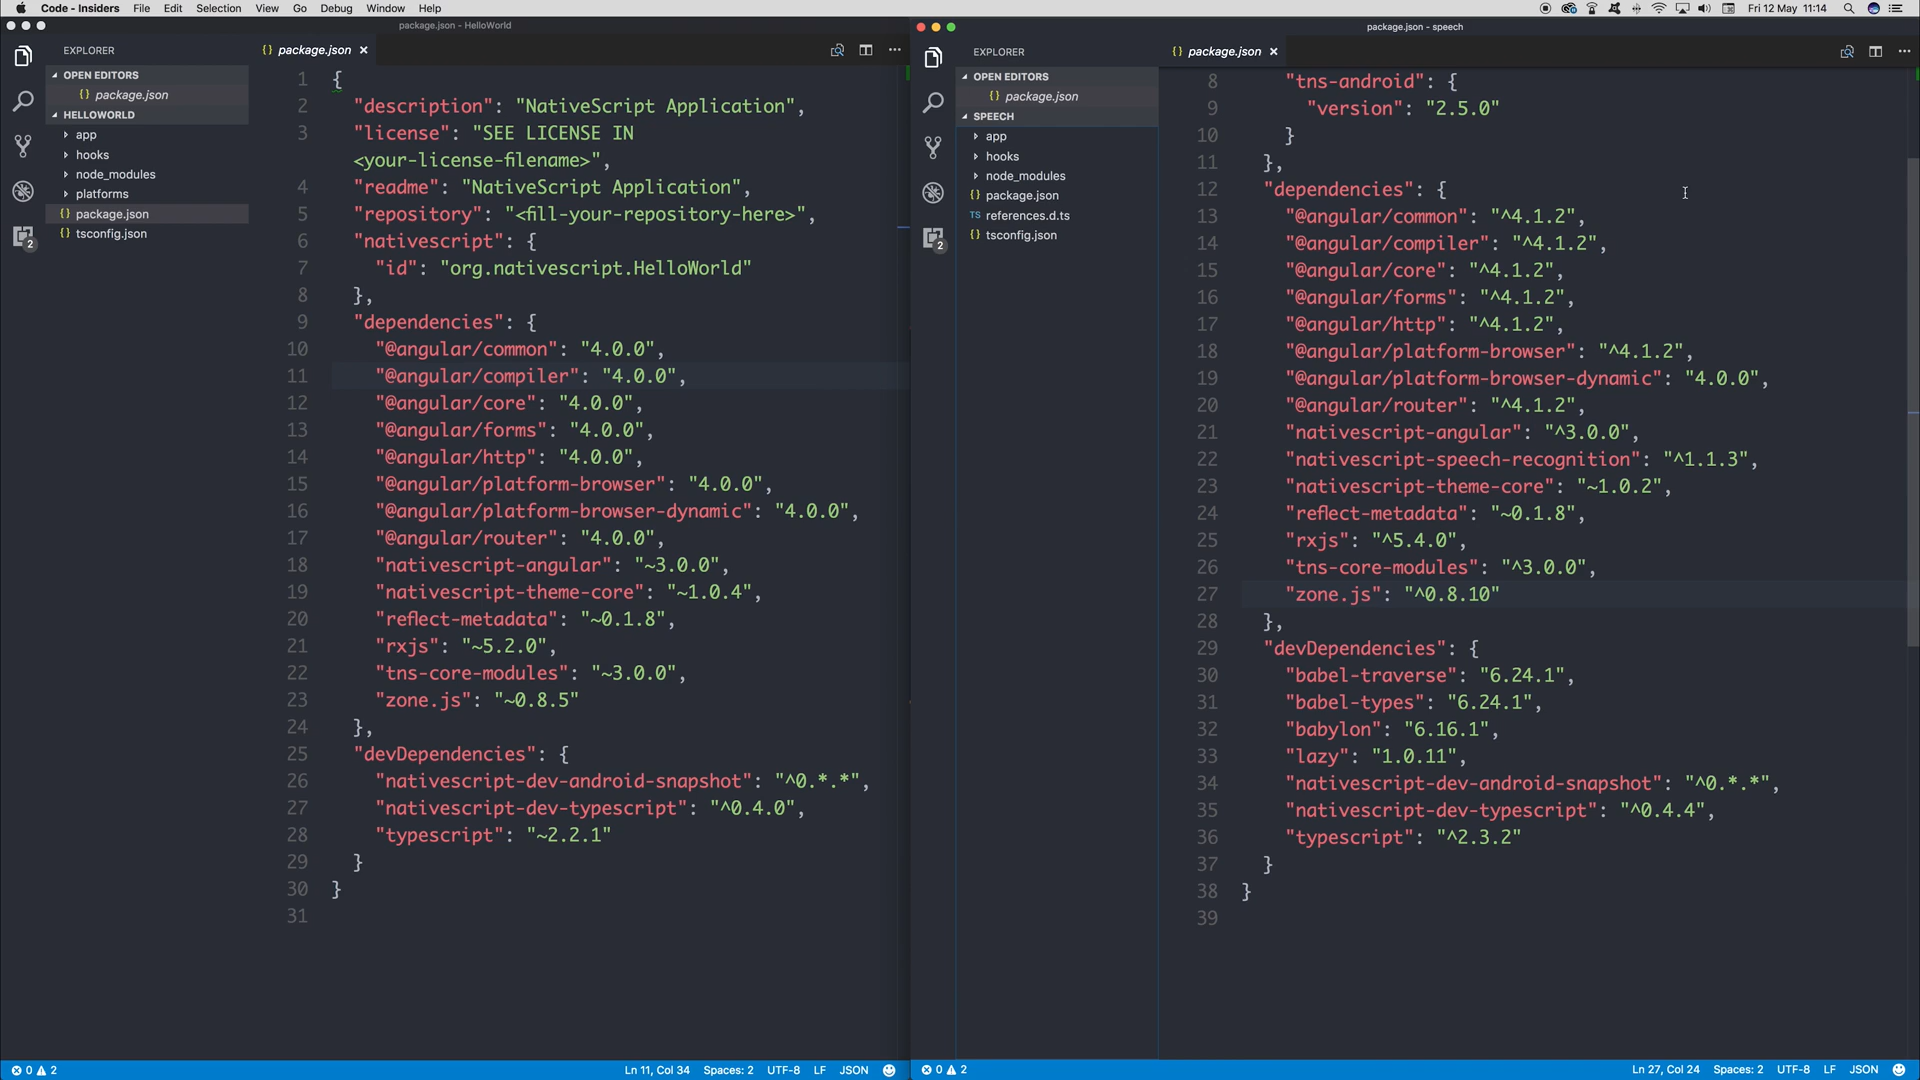 Code - Insiders File Edit Selection View Go Debug Window Help Fri 12 May 11:14
package.json - HelloWorld
EXPLORER
OPEN EDITORS
{} package.json
HELLOWORLD
app
hooks
node_modules
platforms
{} package.json
{} tsconfig.json
2
{} package.json ×
1 {
2 "description": "NativeScript Application",
3 "license": "SEE LICENSE IN
<your-license-filename>",
4 "readme": "NativeScript Application",
5 "repository": "<fill-your-repository-here>",
6 "nativescript": {
7 "id": "org.nativescript.HelloWorld"
8 },
9 "dependencies": {
10 "@angular/common": "4.0.0",
11 "@angular/compiler": "4.0.0",
12 "@angular/core": "4.0.0",
13 "@angular/forms": "4.0.0",
14 "@angular/http": "4.0.0",
15 "@angular/platform-browser": "4.0.0",
16 "@angular/platform-browser-dynamic": "4.0.0",
17 "@angular/router": "4.0.0",
18 "nativescript-angular": "~3.0.0",
19 "nativescript-theme-core": "~1.0.4",
20 "reflect-metadata": "~0.1.8",
21 "rxjs": "~5.2.0",
22 "tns-core-modules": "~3.0.0",
23 "zone.js": "~0.8.5"
24 },
25 "devDependencies": {
26 "nativescript-dev-android-snapshot": "^0.*.*",
27 "nativescript-dev-typescript": "^0.4.0",
28 "typescript": "~2.2.1"
29 }
30 }
31
0 2 Ln 11, Col 34 Spaces: 2 UTF-8 LF JSON
package.json - speech
EXPLORER
OPEN EDITORS
{} package.json
SPEECH
app
hooks
node_modules
{} package.json
TS references.d.ts
{} tsconfig.json
2
{} package.json ×
8 "tns-android": {
9 "version": "2.5.0"
10 }
11 },
12 "dependencies": {
13 "@angular/common": "^4.1.2",
14 "@angular/compiler": "^4.1.2",
15 "@angular/core": "^4.1.2",
16 "@angular/forms": "^4.1.2",
17 "@angular/http": "^4.1.2",
18 "@angular/platform-browser": "^4.1.2",
19 "@angular/platform-browser-dynamic": "4.0.0",
20 "@angular/router": "^4.1.2",
21 "nativescript-angular": "^3.0.0",
22 "nativescript-speech-recognition": "^1.1.3",
23 "nativescript-theme-core": "~1.0.2",
24 "reflect-metadata": "~0.1.8",
25 "rxjs": "^5.4.0",
26 "tns-core-modules": "^3.0.0",
27 "zone.js": "^0.8.10"
28 },
29 "devDependencies": {
30 "babel-traverse": "6.24.1",
31 "babel-types": "6.24.1",
32 "babylon": "6.16.1",
33 "lazy": "1.0.11",
34 "nativescript-dev-android-snapshot": "^0.*.*",
35 "nativescript-dev-typescript": "^0.4.4",
36 "typescript": "^2.3.2"
37 }
38 }
39
0 2 Ln 27, Col 24 Spaces: 2 UTF-8 LF JSON